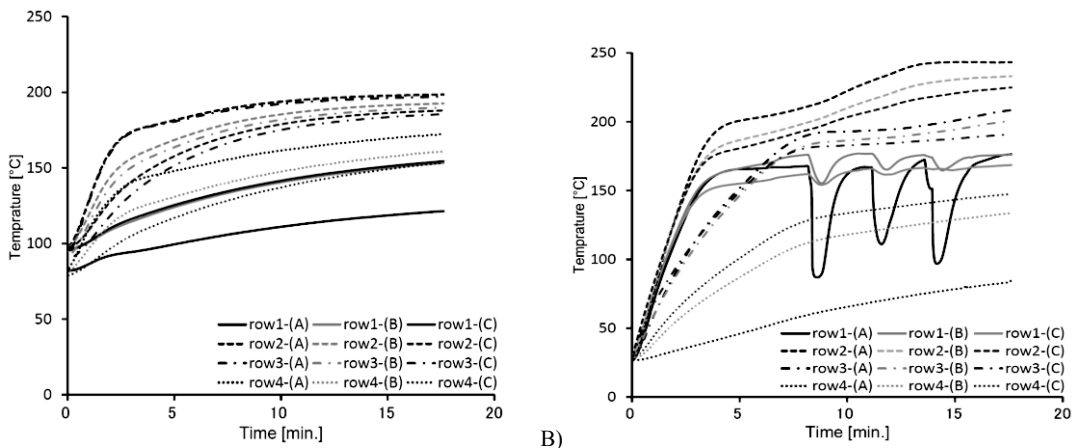 250
200
150
100
50
0
Temprature [°C]
0 5 10 15 20
Time [min.]
row1-(A) row1-(B) row1-(C)
row2-(A) row2-(B) row2-(C)
row3-(A) row3-(B) row3-(C)
row4-(A) row4-(B) row4-(C)
B)
250
200
150
100
50
0
Temprature [°C]
0 5 10 15 20
Time [min.]
row1-(A) row1-(B) row1-(C)
row2-(A) row2-(B) row2-(C)
row3-(A) row3-(B) row3-(C)
row4-(A) row4-(B) row4-(C)